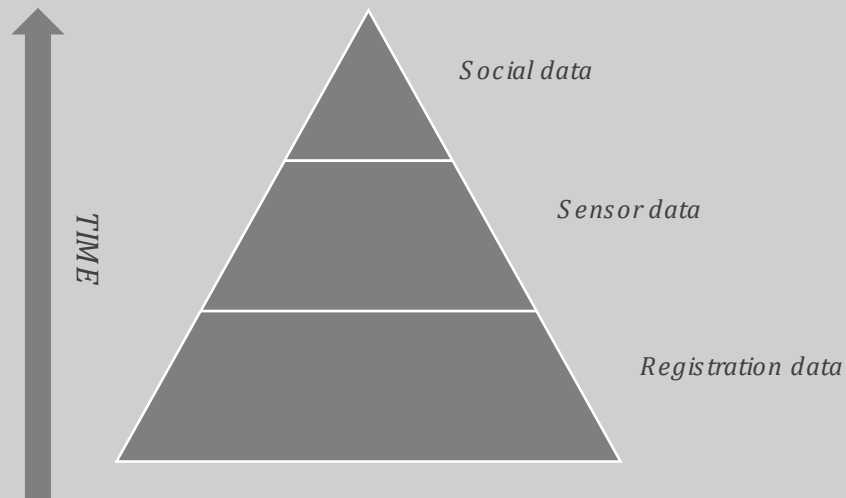 Social data
Sensor data
TIME
Registration data